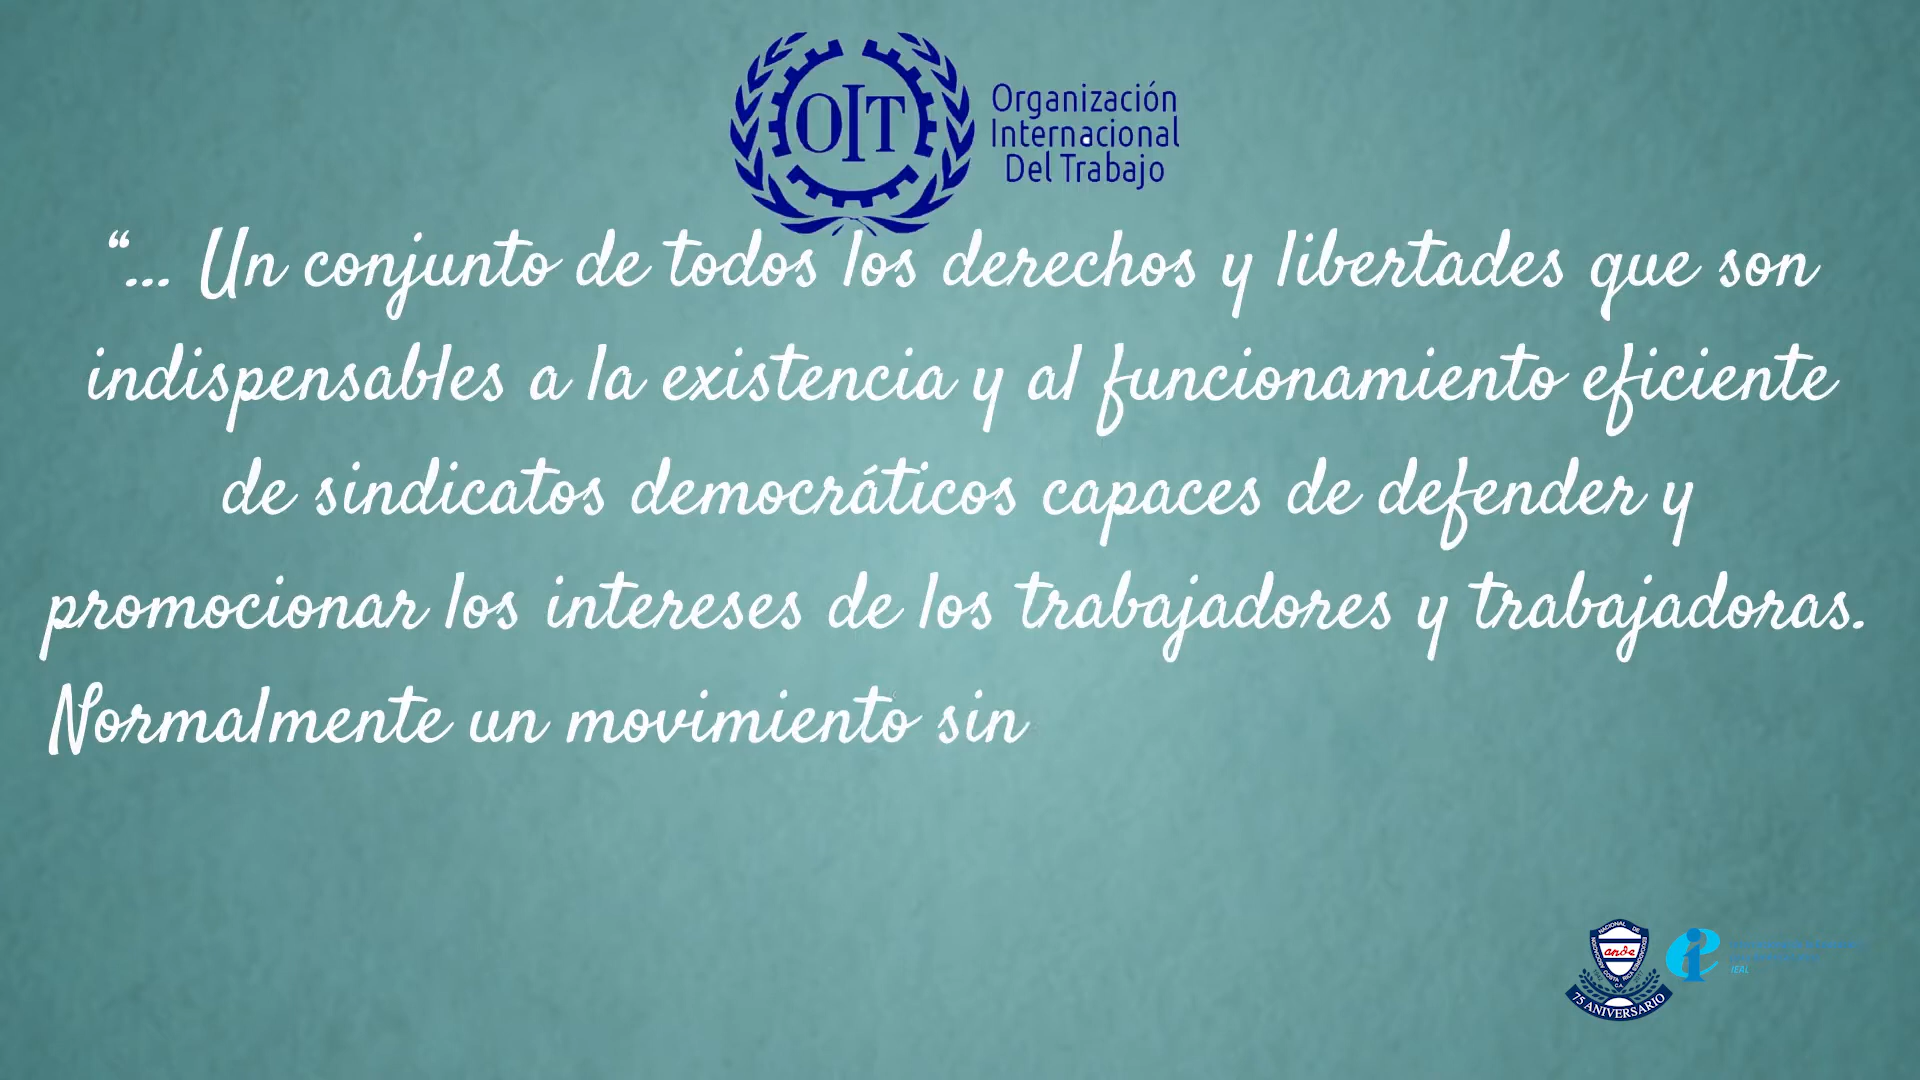 OIT
Organización
Internacional
Del Trabajo
“... Un conjunto de todos los derechos y libertades que son
indispensables a la existencia y al funcionamiento eficiente
de sindicatos democráticos capaces de defender y
promocionar los intereses de los trabajadores y trabajadoras.
Normalmente un movimiento sin
ande
75 ANIVERSARIO
IEAL